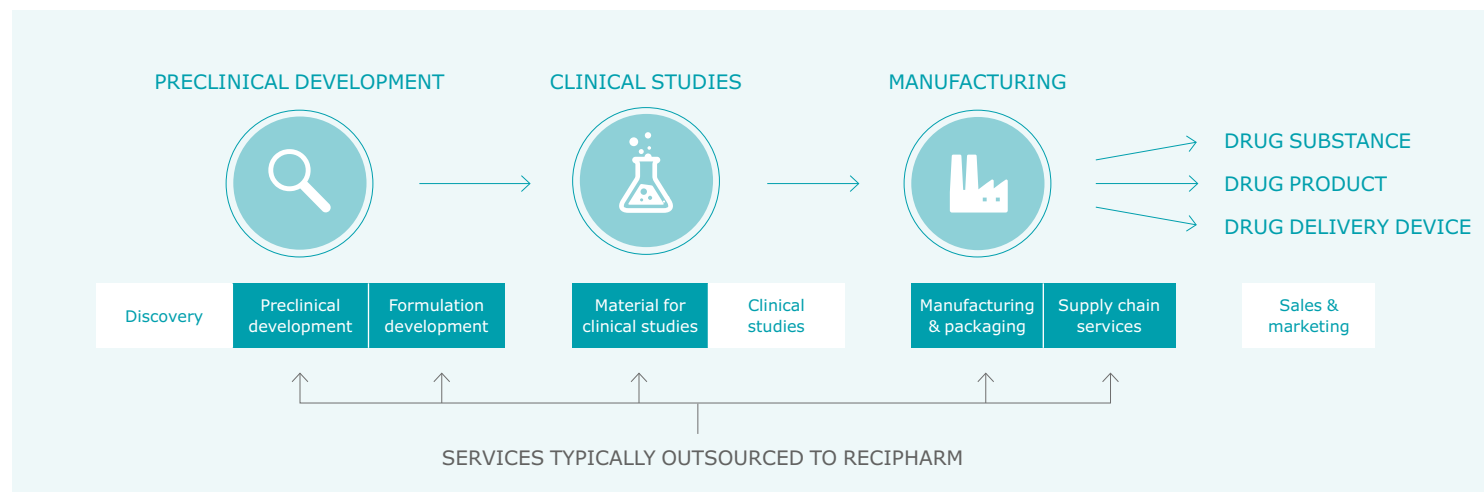 PRECLINICAL DEVELOPMENT
CLINICAL STUDIES
MANUFACTURING
DRUG SUBSTANCE
DRUG PRODUCT
DRUG DELIVERY DEVICE
Discovery
Preclinical
development
Formulation
development
Material for
clinical studies
Clinical
studies
Manufacturing
& packaging
Supply chain
services
Sales &
marketing
SERVICES TYPICALLY OUTSOURCED TO RECIPHARM